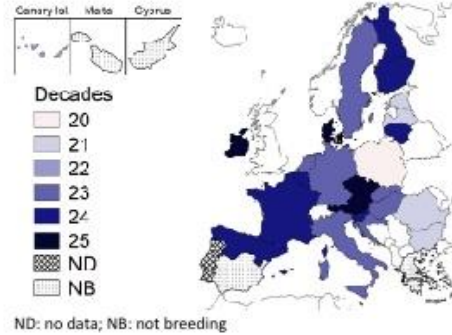 Canary Isl. Malta Cyprus
Decades
20
21
22
23
24
25
ND
NB
ND: no data; NB: not breeding